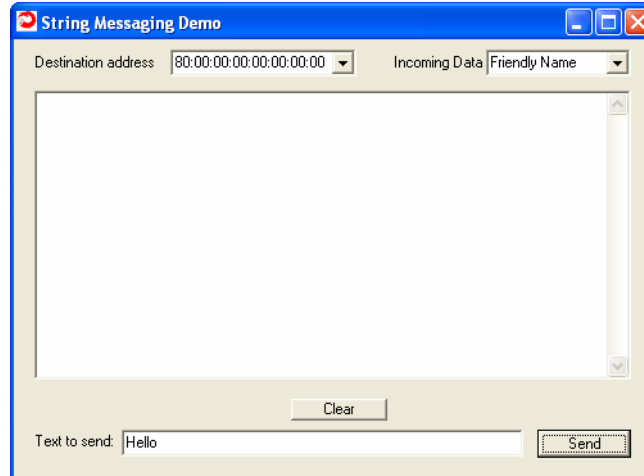 String Messaging Demo
Destination address 80:00:00:00:00:00:00:00 Incoming Data Friendly Name
Clear
Text to send: Hello Send